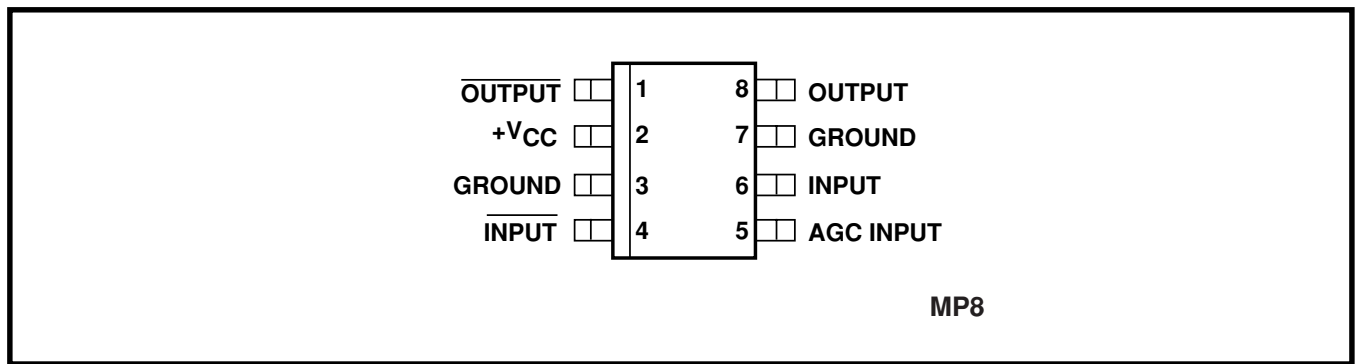 OUTPUT 1 8 OUTPUT
+VCC 2 7 GROUND
GROUND 3 6 INPUT
INPUT 4 5 AGC INPUT
MP8